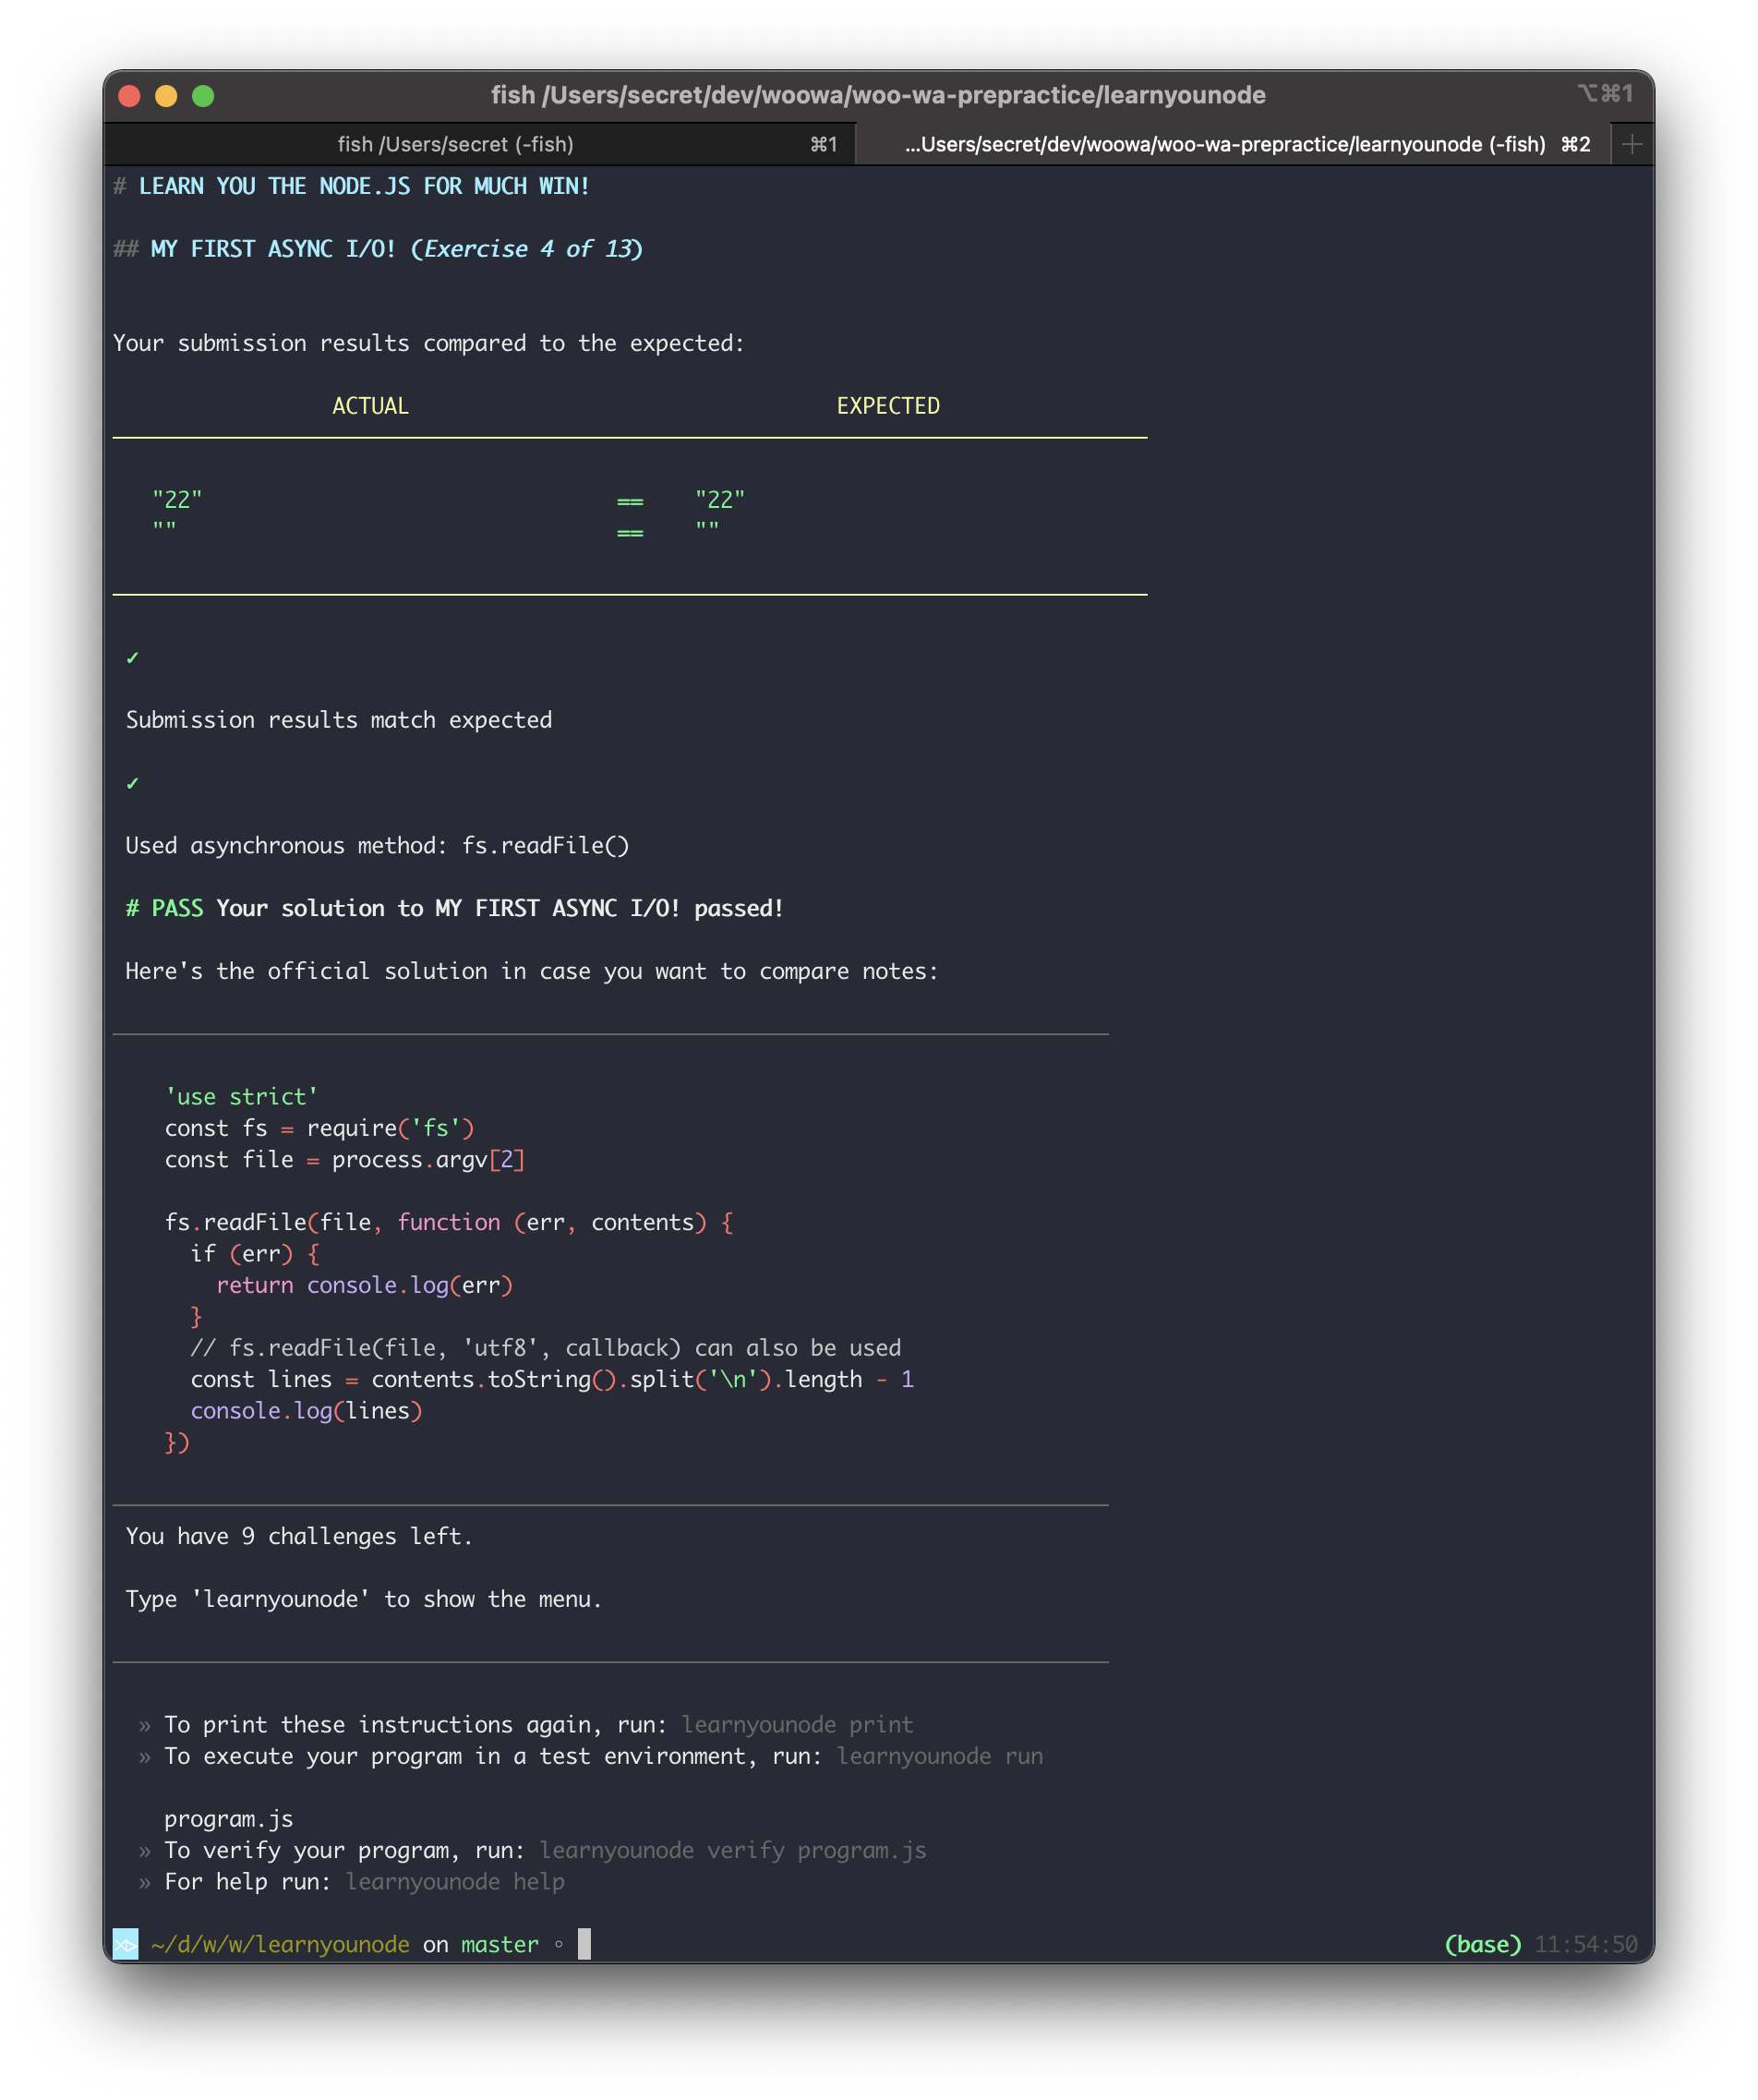 fish /Users/secret/dev/woowa/woo-wa-prepractice/learnyounode ⌥⌘1
fish /Users/secret (-fish) ⌘1 ...Users/secret/dev/woowa/woo-wa-prepractice/learnyounode (-fish) ⌘2
# LEARN YOU THE NODE.JS FOR MUCH WIN!
## MY FIRST ASYNC I/O! (Exercise 4 of 13)
Your submission results compared to the expected:
ACTUAL EXPECTED
"22" == "22"
"" == ""
✓
Submission results match expected
✓
Used asynchronous method: fs.readFile()
# PASS Your solution to MY FIRST ASYNC I/O! passed!
Here's the official solution in case you want to compare notes:
'use strict'
const fs = require('fs')
const file = process.argv[2]
fs.readFile(file, function (err, contents) {
if (err) {
return console.log(err)
}
// fs.readFile(file, 'utf8', callback) can also be used
const lines = contents.toString().split('\n').length - 1
console.log(lines)
})
You have 9 challenges left.
Type 'learnyounode' to show the menu.
» To print these instructions again, run: learnyounode print
» To execute your program in a test environment, run: learnyounode run
program.js
» To verify your program, run: learnyounode verify program.js
» For help run: learnyounode help
~/d/w/w/learnyounode on master ◦ (base) 11:54:50